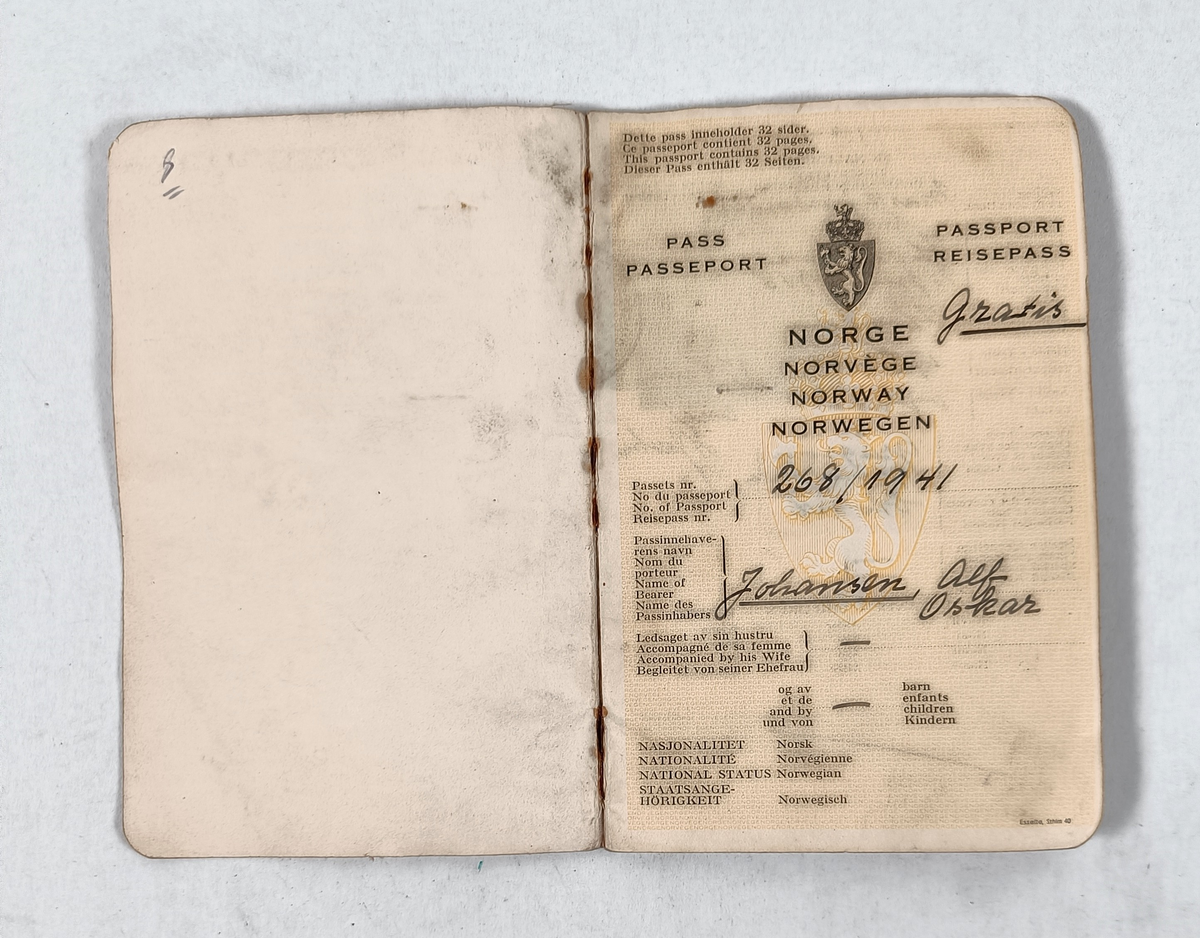 8
Dette pass inneholder 32 sider.
Ce passeport contient 32 pages.
This passport contains 32 pages.
Dieser Pass enthält 32 Seiten.
PASS
PASSEPORT
PASSPORT
REISEPASS
Gratis
NORGE
NORVÈGE
NORWAY
NORWEGEN
Passets nr.
No du passeport
No. of Passport
Reisepass nr.
268/1941
Passinnehave-
rens navn
Nom du
porteur
Name of
Bearer
Name des
Passinhabers
Johansen, Alf
Oskar
Ledsaget av sin hustru
Accompagné de sa femme
Accompanied by his Wife
Begleitet von seiner Ehefrau
—
og av
et de
and by
und von
—
barn
enfants
children
Kindern
NASJONALITET Norsk
NATIONALITÉ Norvégienne
NATIONAL STATUS Norwegian
STAATSANGE-
HÖRIGKEIT Norwegisch